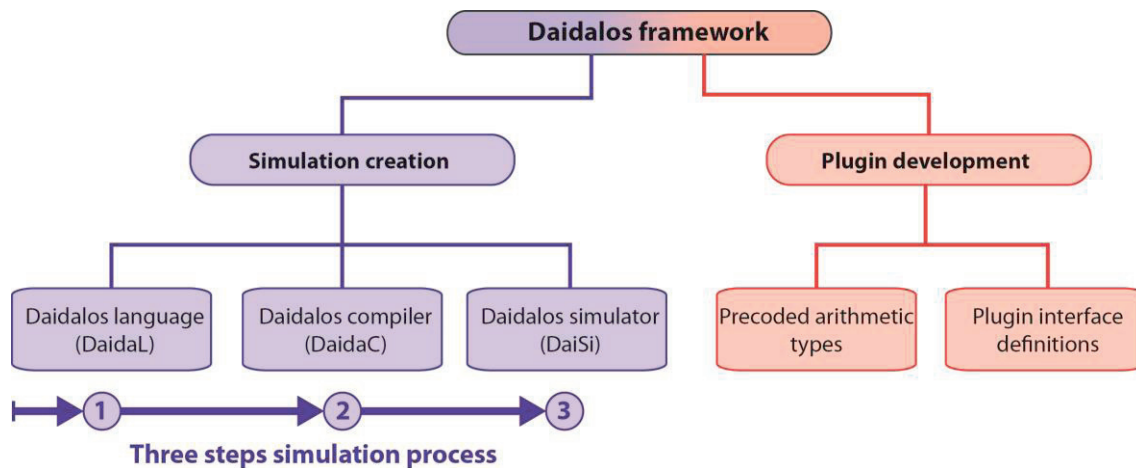 Daidalos framework
Simulation creation
Plugin development
Daidalos language
(DaidaL)
Daidalos compiler
(DaidaC)
Daidalos simulator
(DaiSi)
Precoded arithmetic
types
Plugin interface
definitions
1
2
3
Three steps simulation process